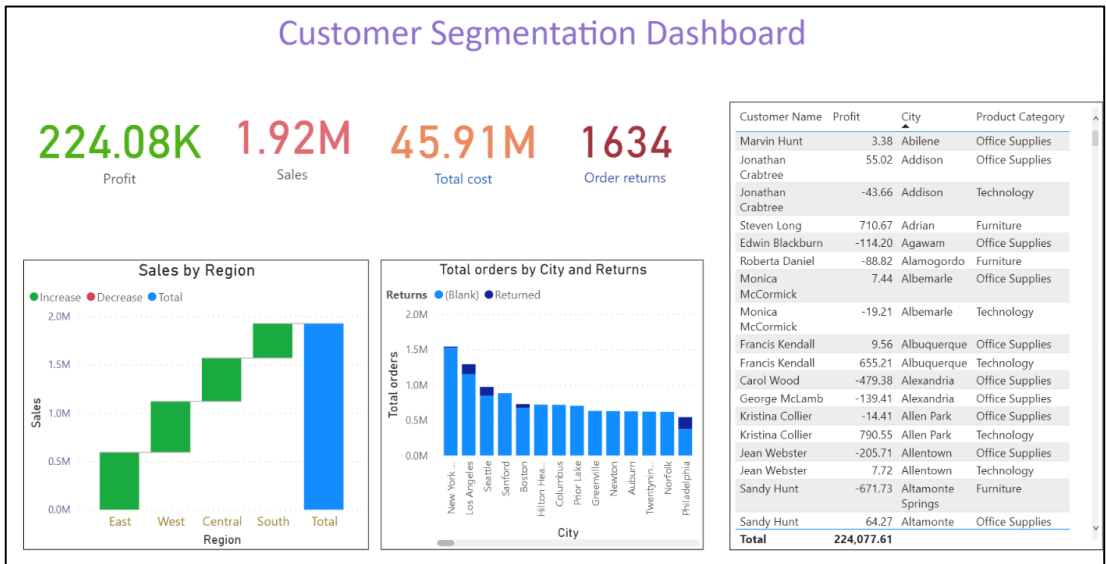 Customer Segmentation Dashboard
224.08K
Profit
1.92M
Sales
45.91M
Total cost
1634
Order returns
Sales by Region
Increase Decrease Total
2.0M
1.5M
1.0M
0.5M
0.0M
Sales
East West Central South Total
Region
Total orders by City and Returns
Returns (Blank) Returned
2.0M
1.5M
1.0M
0.5M
0.0M
Total orders
New York ...
Los Angeles
Seattle
Sanford
Boston
Hilton Hea...
Columbus
Prior Lake
Greenville
Newton
Auburn
Twentynin...
Norfolk
Philadelphia
City
Customer Name Profit City Product Category
Marvin Hunt 3.38 Abilene Office Supplies
Jonathan 55.02 Addison Office Supplies
Crabtree
Jonathan -43.66 Addison Technology
Crabtree
Steven Long 710.67 Adrian Furniture
Edwin Blackburn -114.20 Agawam Office Supplies
Roberta Daniel -88.82 Alamogordo Furniture
Monica 7.44 Albemarle Office Supplies
McCormick
Monica -19.21 Albemarle Technology
McCormick
Francis Kendall 9.56 Albuquerque Office Supplies
Francis Kendall 655.21 Albuquerque Technology
Carol Wood -479.38 Alexandria Office Supplies
George McLamb -139.41 Alexandria Office Supplies
Kristina Collier -14.41 Allen Park Office Supplies
Kristina Collier 790.55 Allen Park Technology
Jean Webster -205.71 Allentown Office Supplies
Jean Webster 7.72 Allentown Technology
Sandy Hunt -671.73 Altamonte Furniture
Springs
Sandy Hunt 64.27 Altamonte Office Supplies
Total 224,077.61